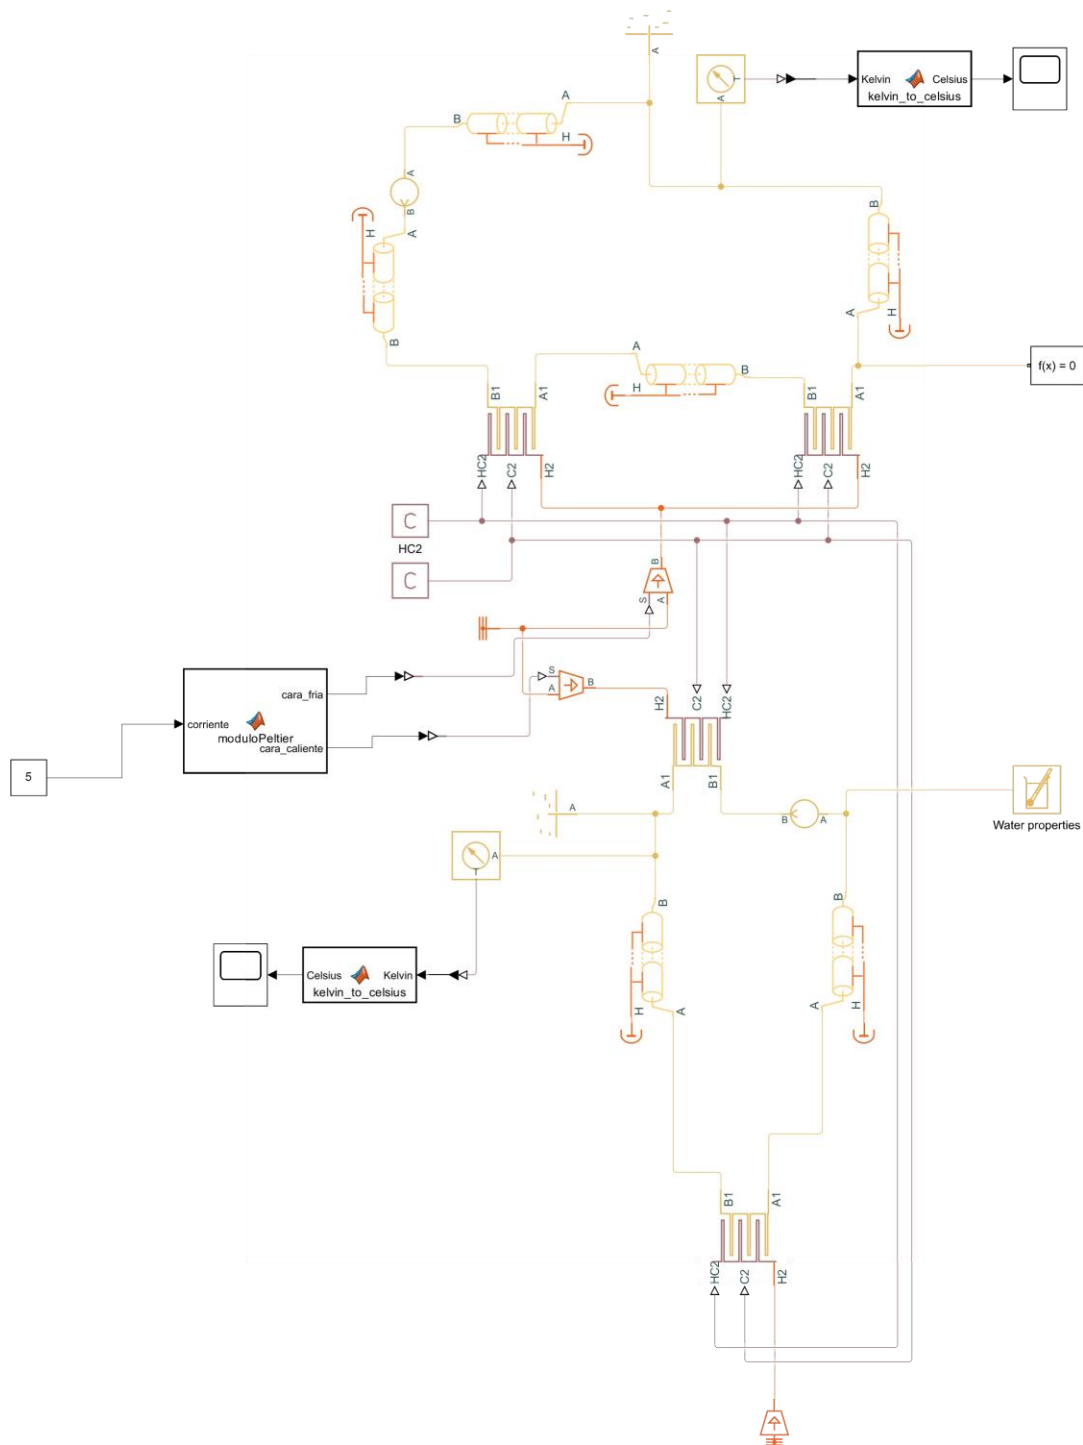 A
T
A
Kelvin
Celsius
kelvin_to_celsius
A
B
H
A
B
H
A
B
B
A
H
f(x) = 0
A
B
H
B1
A1
B1
A1
HC2
C2
H2
HC2
C2
H2
C
HC2
C
B
S
A
corriente
cara_fria
moduloPeltier
cara_caliente
5
S
A
B
H2
C2
HC2
A1
B1
A
B
A
Water properties
A
T
B
H
A
B
H
A
Celsius
Kelvin
kelvin_to_celsius
B1
A1
HC2
C2
H2